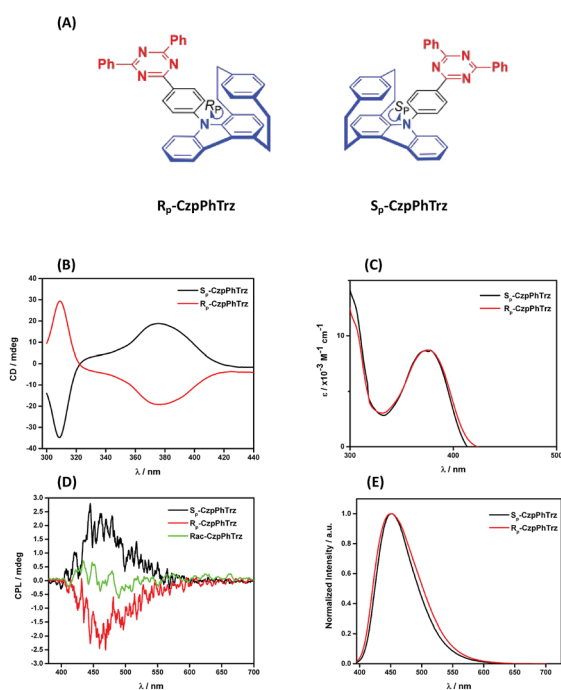 (A)
Ph
Ph
N
N
N
R_P
N
Ph
N
N
Ph
N
S_P
N
R_P-CzpPhTrz
S_P-CzpPhTrz
(B)
CD / mdeg
40
30
20
10
0
-10
-20
-30
-40
S_P-CzpPhTrz
R_P-CzpPhTrz
300 320 340 360 380 400 420 440
λ / nm
(C)
ε / x10⁻³ M⁻¹ cm⁻¹
10
0
S_P-CzpPhTrz
R_P-CzpPhTrz
300 400 500
λ / nm
(D)
CPL / mdeg
3.0
2.5
2.0
1.5
1.0
0.5
0.0
-0.5
-1.0
-1.5
-2.0
-2.5
-3.0
S_P-CzpPhTrz
R_P-CzpPhTrz
Rac-CzpPhTrz
400 450 500 550 600 650 700
λ / nm
(E)
Normalized Intensity / a.u.
1.0
0.8
0.6
0.4
0.2
0.0
S_P-CzpPhTrz
R_P-CzpPhTrz
400 450 500 550 600 650 700
λ / nm